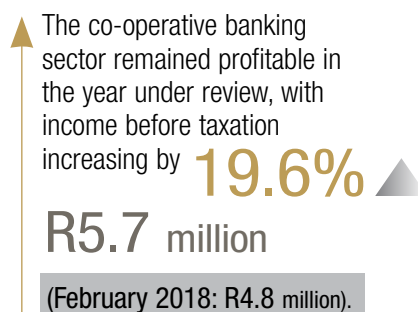 The co-operative banking
sector remained profitable in
the year under review, with
income before taxation
increasing by 19.6%
R5.7 million
(February 2018: R4.8 million).